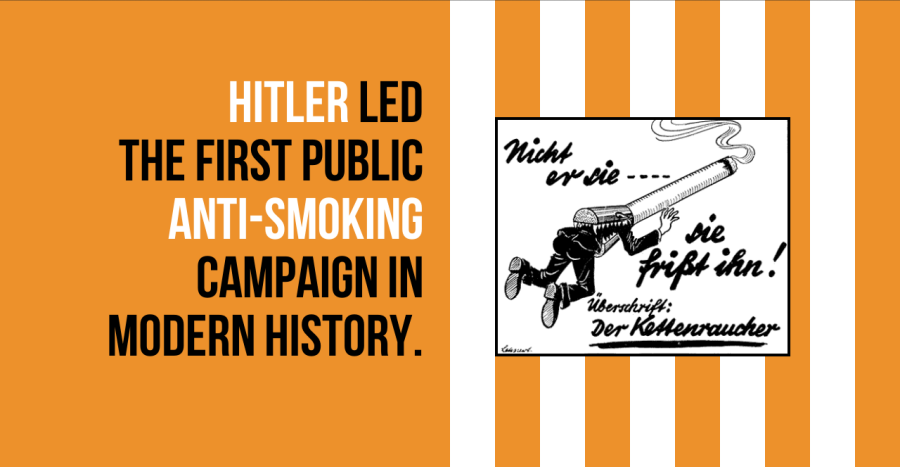 HITLER LED
THE FIRST PUBLIC
ANTI-SMOKING
CAMPAIGN IN
MODERN HISTORY.
Nicht
er sie ----
sie
frißt ihn!
Überschrift:
Der Kettenraucher